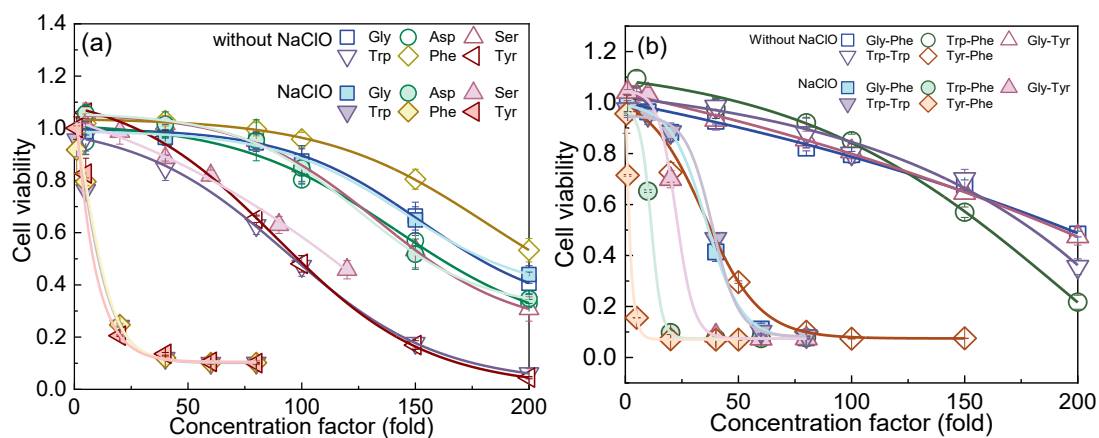 (a)
without NaClO Gly Asp Ser
Trp Phe Tyr
NaClO Gly Asp Ser
Trp Phe Tyr
1.4
1.2
1.0
0.8
0.6
0.4
0.2
0.0
Cell viability
0 50 100 150 200
Concentration factor (fold)
(b)
Without NaClO Gly-Phe Trp-Phe Gly-Tyr
Trp-Trp Tyr-Phe
NaClO Gly-Phe Trp-Phe Gly-Tyr
Trp-Trp Tyr-Phe
1.2
1.0
0.8
0.6
0.4
0.2
0.0
Cell viability
0 50 100 150 200
Concentration factor (fold)